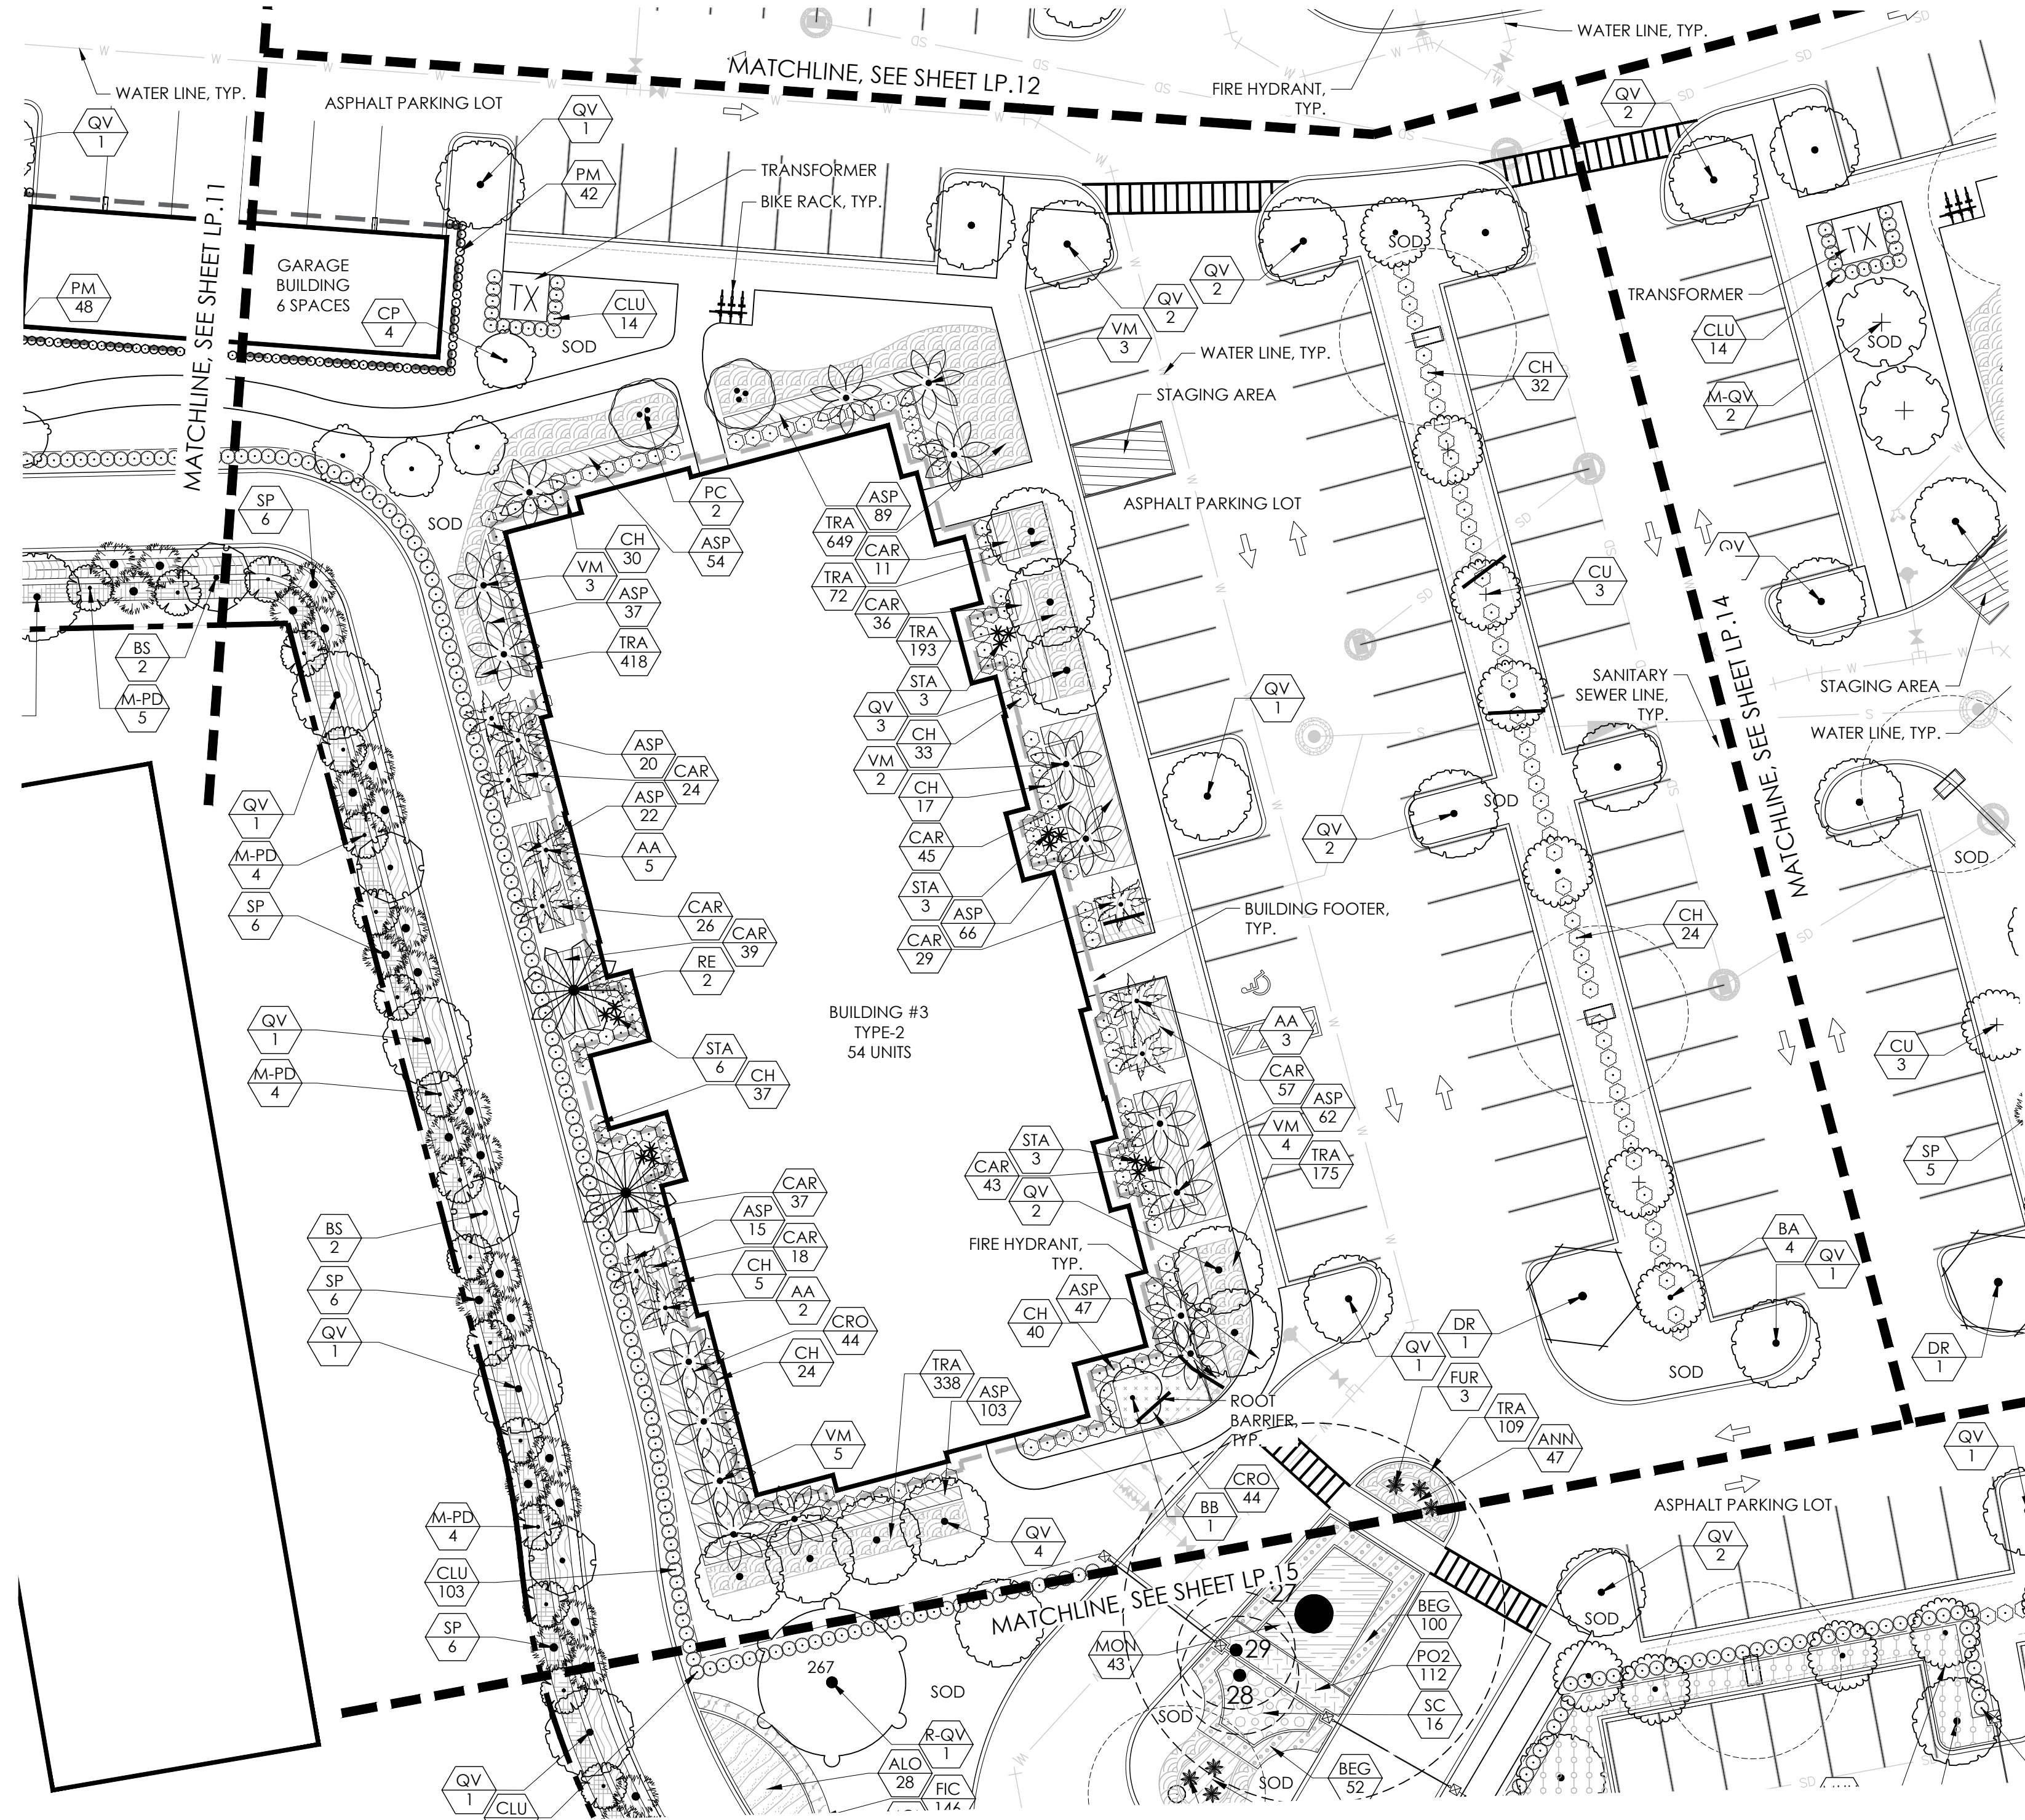 WATER LINE, TYP.
MATCHLINE, SEE SHEET LP.12
WATER LINE, TYP.
ASPHALT PARKING LOT
FIRE HYDRANT,
TYP.
QV
1
QV
1
QV
2
TRANSFORMER
PM
42
BIKE RACK, TYP.
MATCHLINE, SEE SHEET LP.11
GARAGE
BUILDING
6 SPACES
PM
48
CP
4
TX
CLU
14
SOD
SOD
QV
2
QV
2
VM
3
WATER LINE, TYP.
STAGING AREA
ASPHALT PARKING LOT
CH
32
TX
TRANSFORMER
CLU
14
SOD
M-QV
2
SP
6
SOD
PC
2
ASP
54
CH
30
VM
3
ASP
37
TRA
418
ASP
89
TRA
649
CAR
11
TRA
72
CAR
36
TRA
193
STA
3
QV
3
CH
33
VM
2
CH
17
CAR
45
STA
3
ASP
66
CAR
29
CU
3
QV
BS
2
M-PD
5
SANITARY
SEWER LINE,
TYP.
STAGING AREA
WATER LINE, TYP.
MATCHLINE, SEE SHEET LP.14
QV
1
ASP
20
CAR
24
ASP
22
AA
5
QV
1
M-PD
4
SP
6
QV
2
SOD
SOD
CAR
26
CAR
39
RE
2
BUILDING FOOTER,
TYP.
CH
24
QV
1
M-PD
4
BUILDING #3
TYPE-2
54 UNITS
STA
6
CH
37
AA
3
CAR
57
ASP
62
VM
4
TRA
175
STA
3
CAR
43
QV
2
CU
3
SP
5
CAR
37
ASP
15
CAR
18
CH
5
AA
2
CRO
44
CH
24
BS
2
SP
6
QV
1
FIRE HYDRANT,
TYP.
ASP
47
CH
40
BA
4
QV
1
DR
1
QV
1
DR
1
SOD
FUR
3
TRA
109
ANN
47
TRA
338
ASP
103
ROOT
BARRIER,
TYP.
VM
5
CRO
44
BB
1
QV
4
QV
1
ASPHALT PARKING LOT
QV
2
M-PD
4
CLU
103
SP
6
MATCHLINE, SEE SHEET LP.15
27
BEG
100
SOD
MON
43
29
PO2
112
28
SC
16
267
SOD
SOD
R-QV
1
ALO
28
FIC
146
SOD
BEG
52
QV
1
CLU